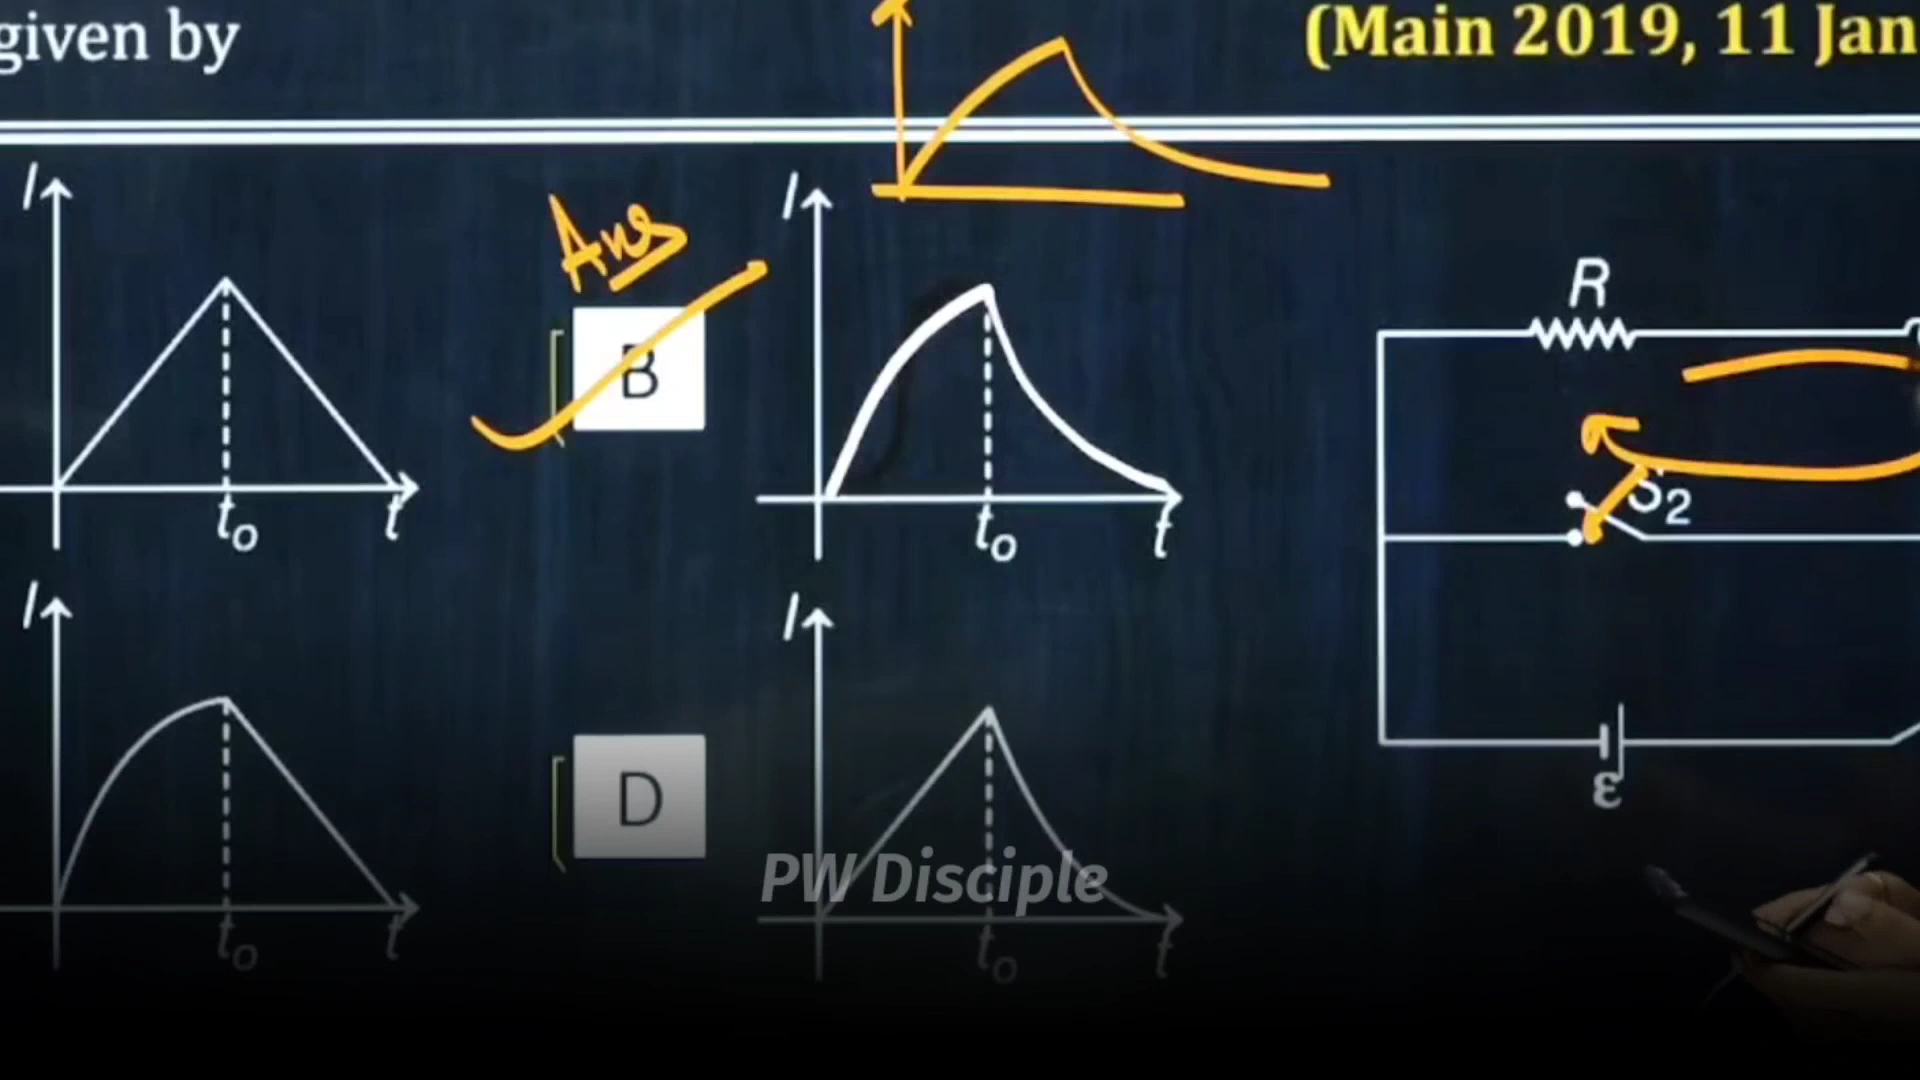 given by
(Main 2019, 11 Jan
I
t₀
t
Ans
B
I
t₀
t
R
S₂
ε
I
t₀
t
D
I
t₀
t
PW Disciple